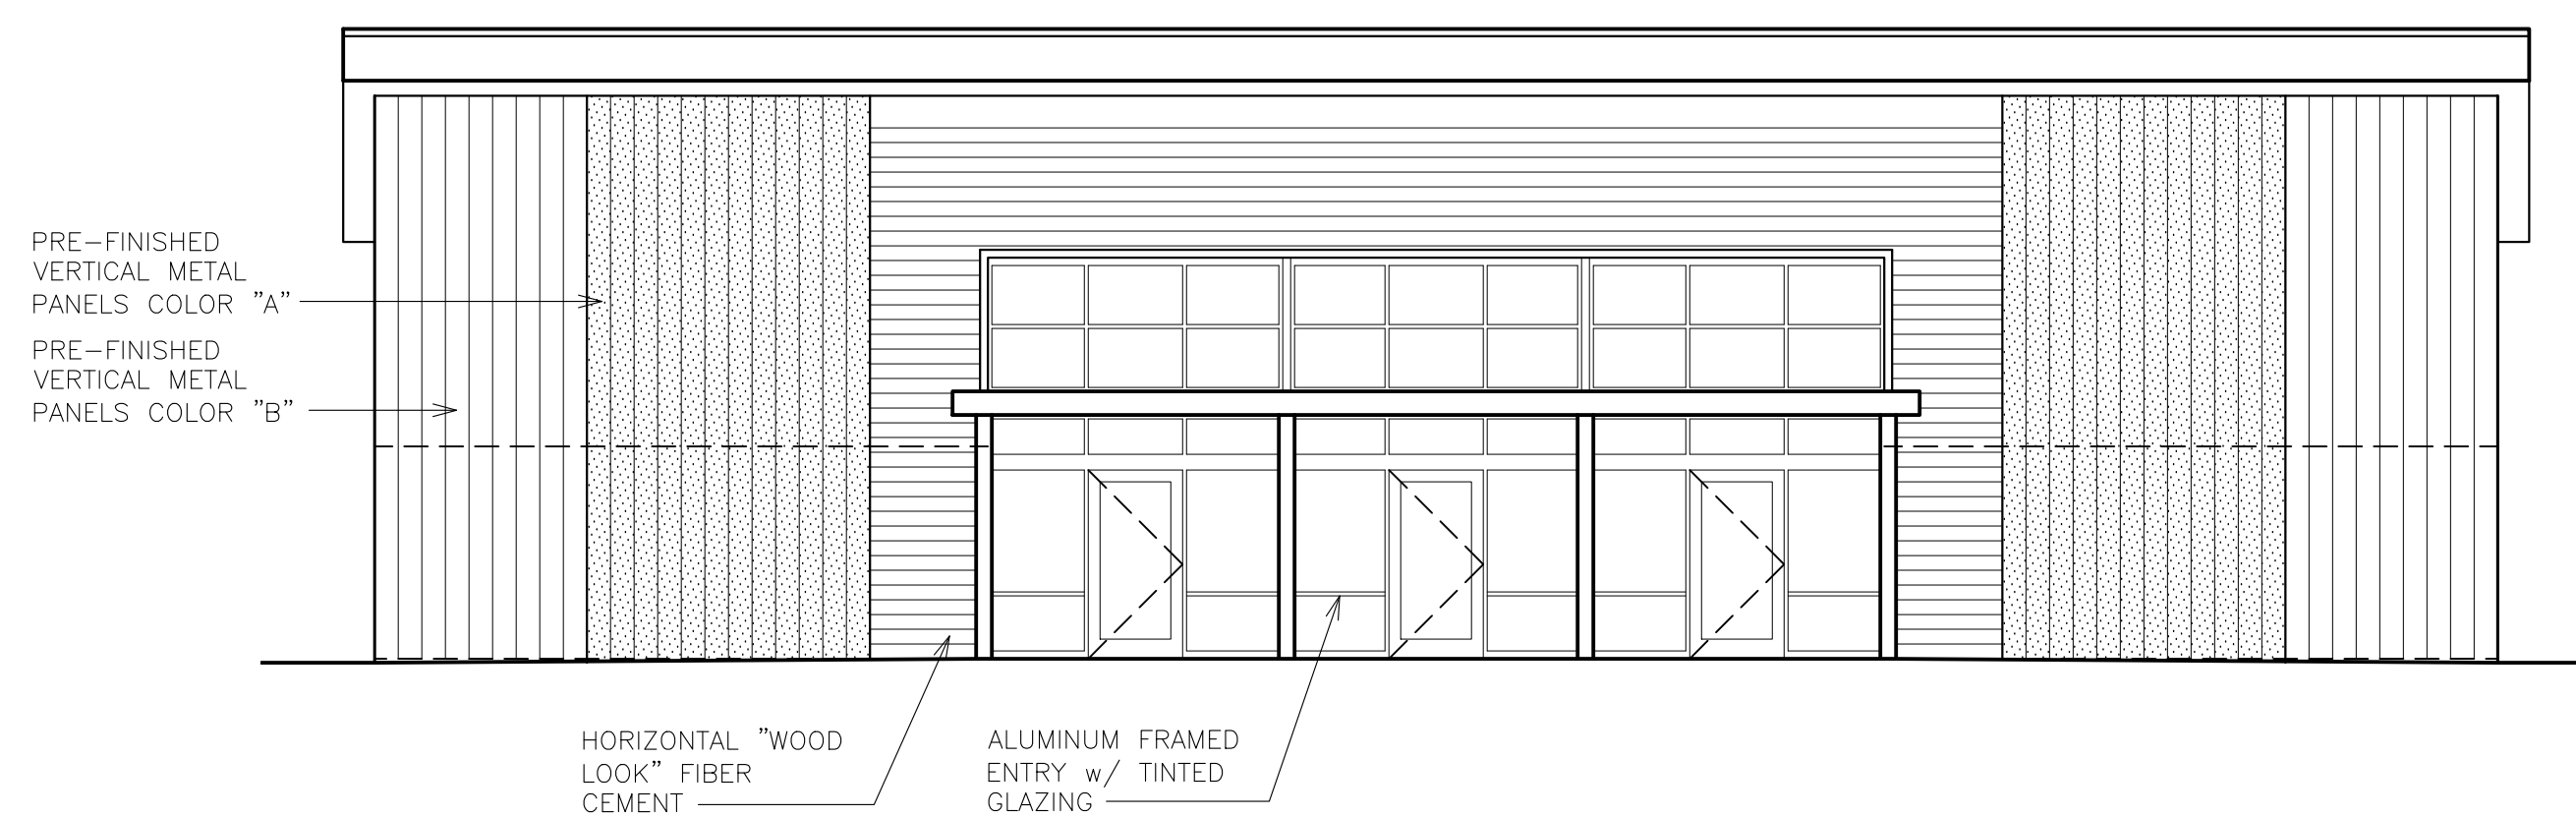 PRE-FINISHED
VERTICAL METAL
PANELS COLOR "A"
PRE-FINISHED
VERTICAL METAL
PANELS COLOR "B"
HORIZONTAL "WOOD
LOOK" FIBER
CEMENT
ALUMINUM FRAMED
ENTRY w/ TINTED
GLAZING